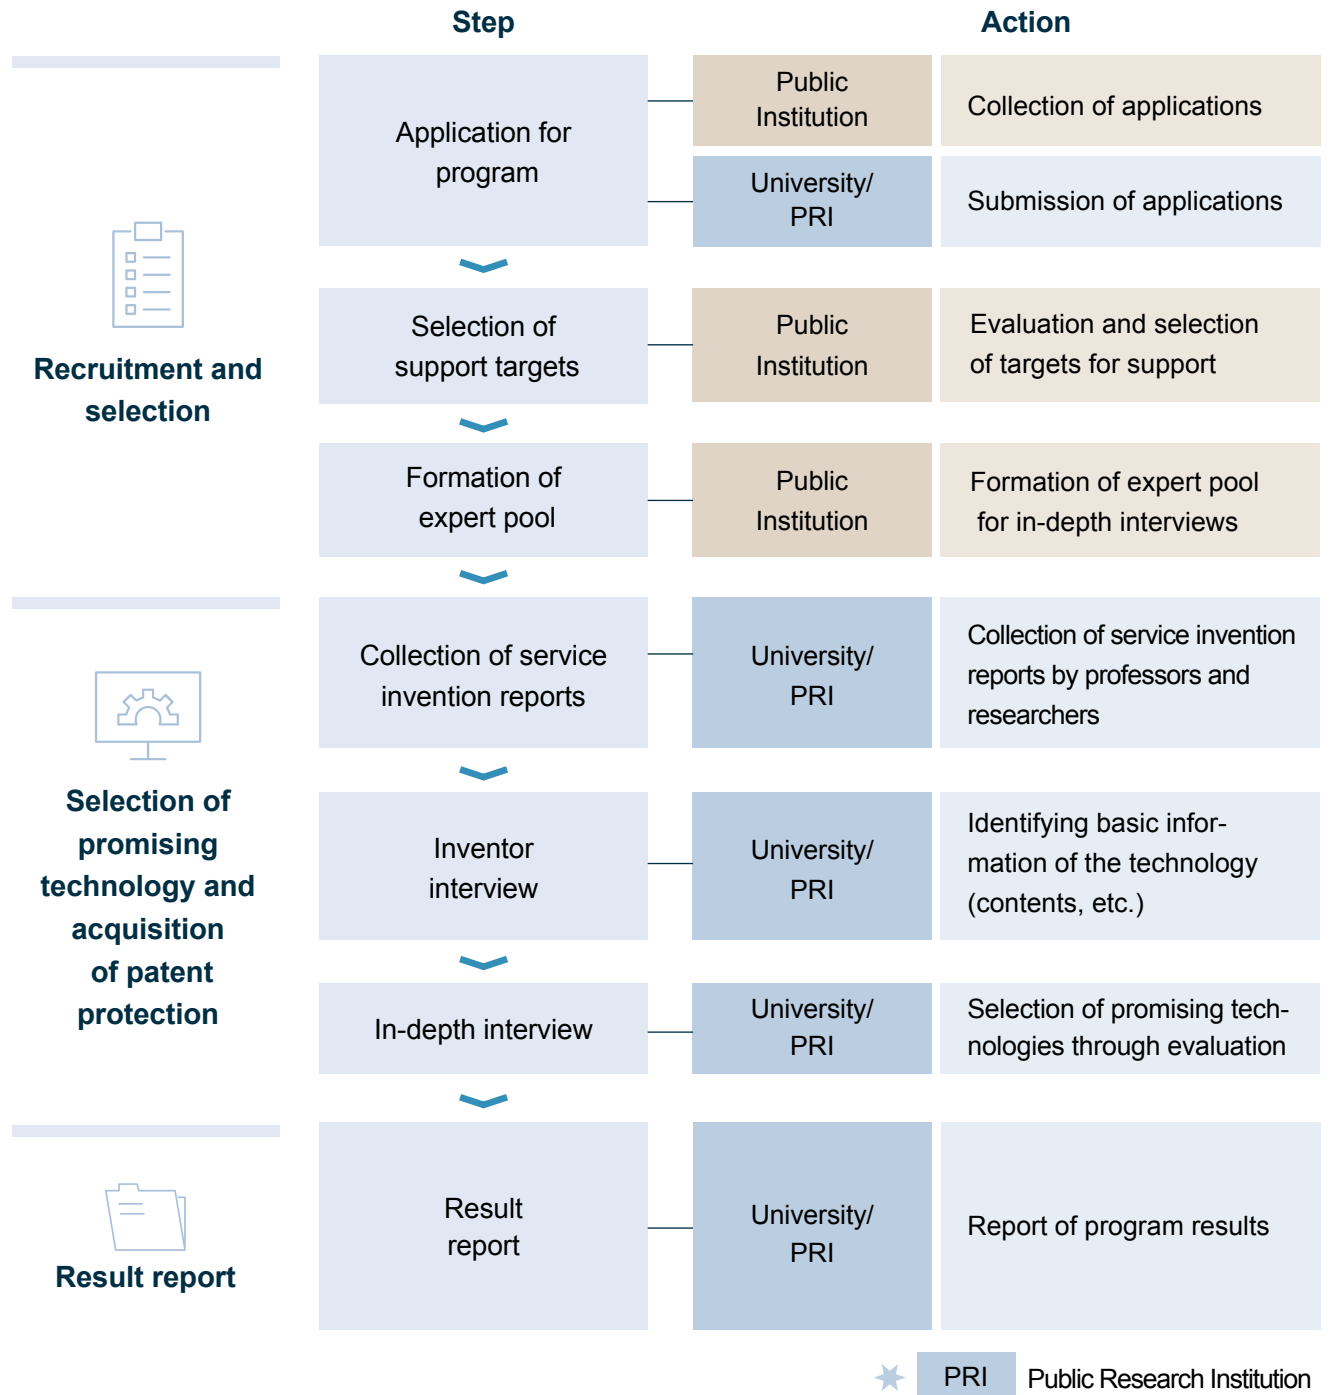 Step
Action
Recruitment and
selection
Application for
program
Public
Institution
Collection of applications
University/
PRI
Submission of applications
Selection of
support targets
Public
Institution
Evaluation and selection
of targets for support
Formation of
expert pool
Public
Institution
Formation of expert pool
for in-depth interviews
Selection of
promising
technology and
acquisition
of patent
protection
Collection of service
invention reports
University/
PRI
Collection of service invention
reports by professors and
researchers
Inventor
interview
University/
PRI
Identifying basic infor-
mation of the technology
(contents, etc.)
In-depth interview
University/
PRI
Selection of promising tech-
nologies through evaluation
Result report
Result
report
University/
PRI
Report of program results
PRI
Public Research Institution